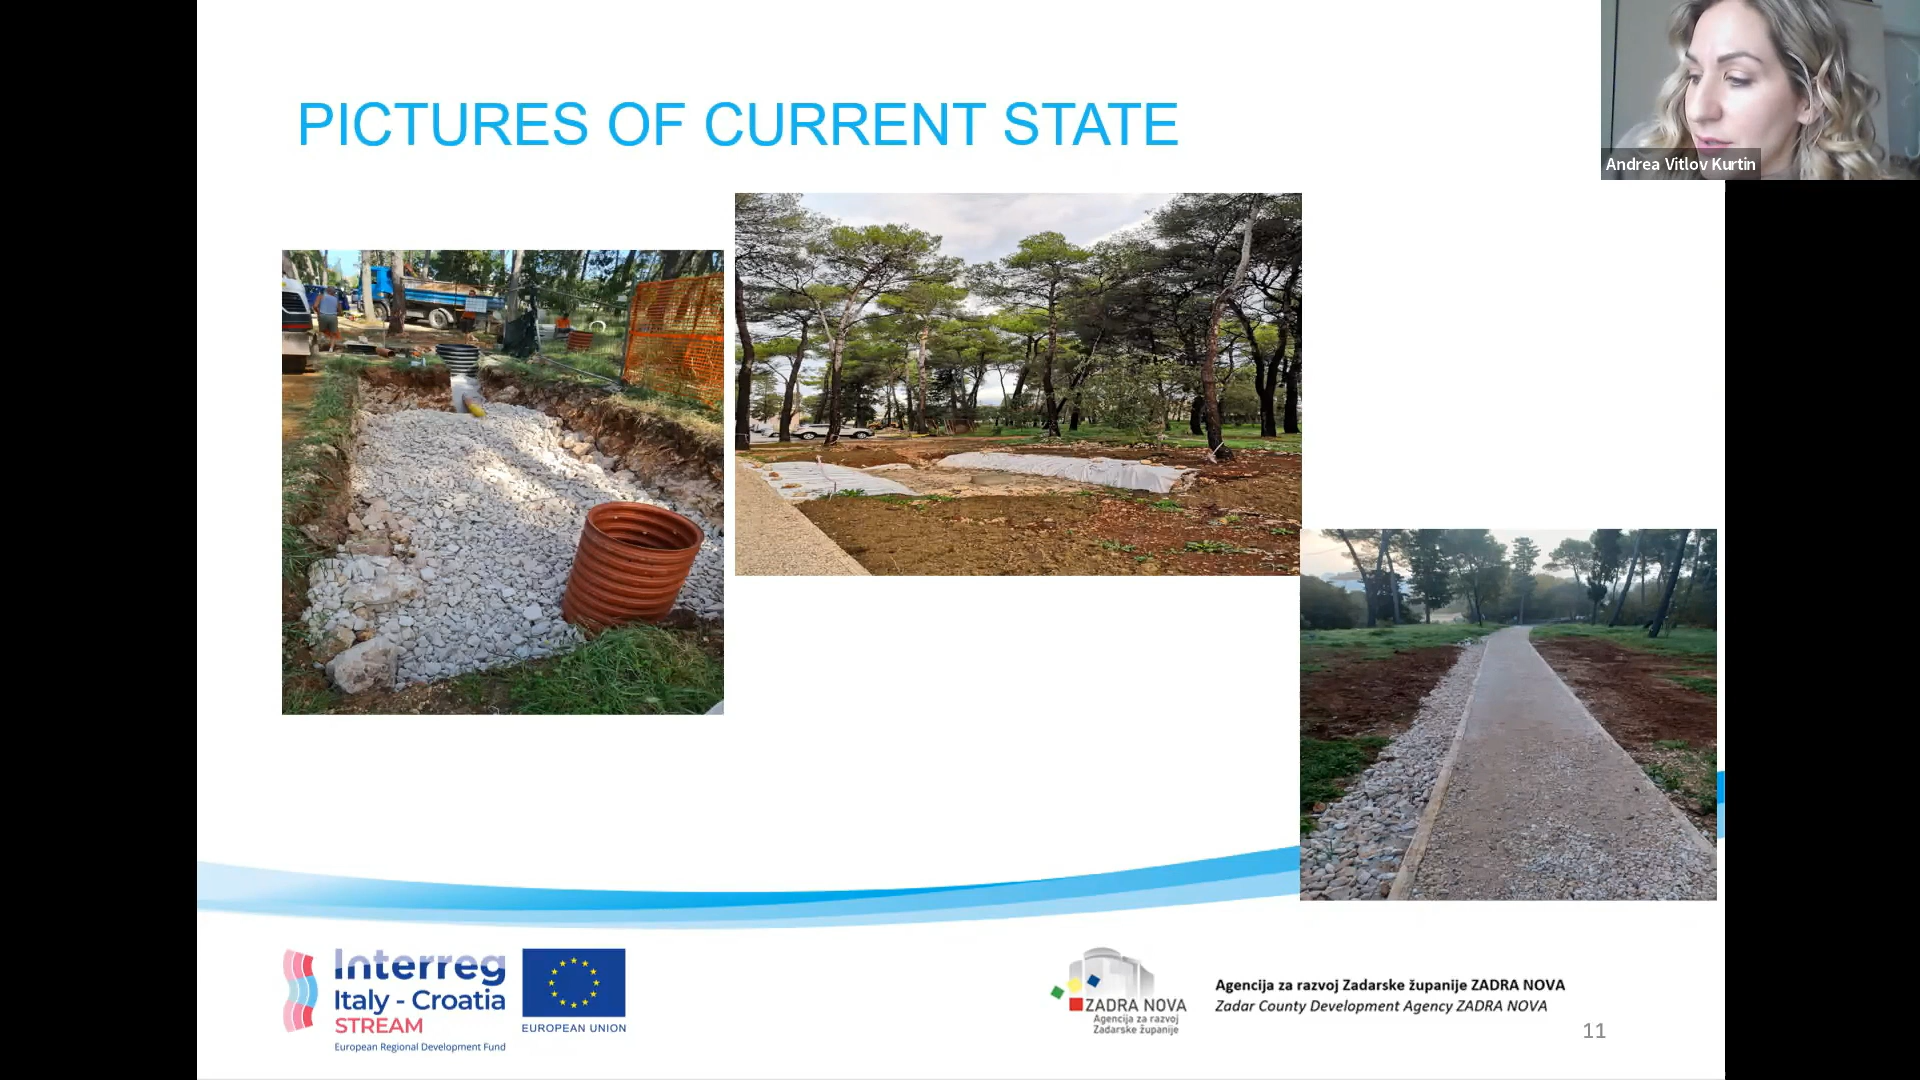 PICTURES OF CURRENT STATE
Andrea Vitlov Kurtin
Interreg
Italy - Croatia
STREAM
European Regional Development Fund
EUROPEAN UNION
ZADRA NOVA
Agencija za razvoj
Zadarske županije
Agencija za razvoj Zadarske županije ZADRA NOVA
Zadar County Development Agency ZADRA NOVA
11